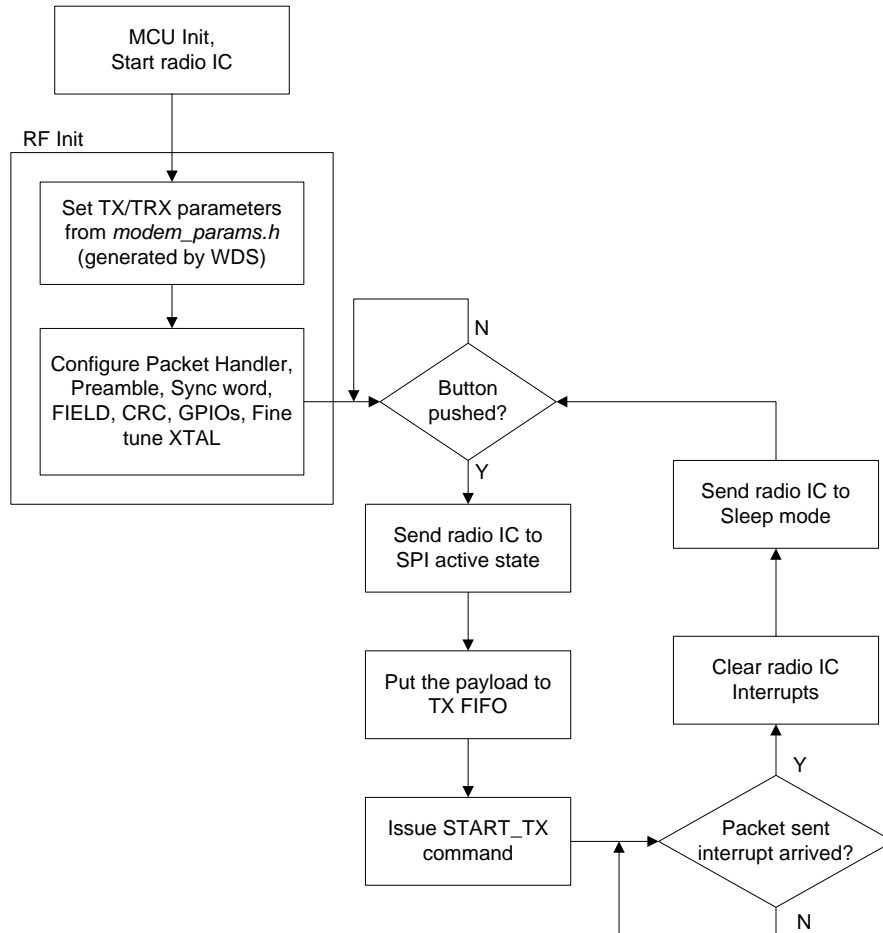 MCU Init,
Start radio IC
RF Init
Set TX/TRX parameters
from modem_params.h
(generated by WDS)
Configure Packet Handler,
Preamble, Sync word,
FIELD, CRC, GPIOs, Fine
tune XTAL
N
Button
pushed?
Y
Send radio IC to
SPI active state
Put the payload to
TX FIFO
Issue START_TX
command
Send radio IC to
Sleep mode
Clear radio IC
Interrupts
Y
Packet sent
interrupt arrived?
N